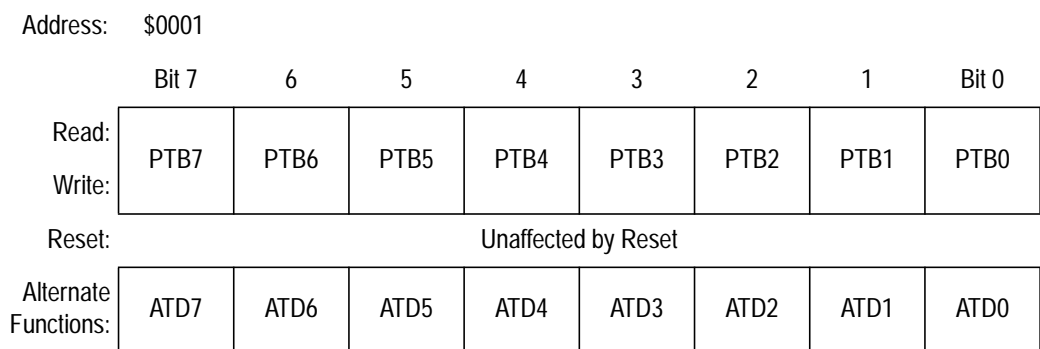 Address: $0001
Bit 7 6 5 4 3 2 1 Bit 0
Read:
PTB7 PTB6 PTB5 PTB4 PTB3 PTB2 PTB1 PTB0
Write:
Reset: Unaffected by Reset
Alternate
Functions:
ATD7 ATD6 ATD5 ATD4 ATD3 ATD2 ATD1 ATD0